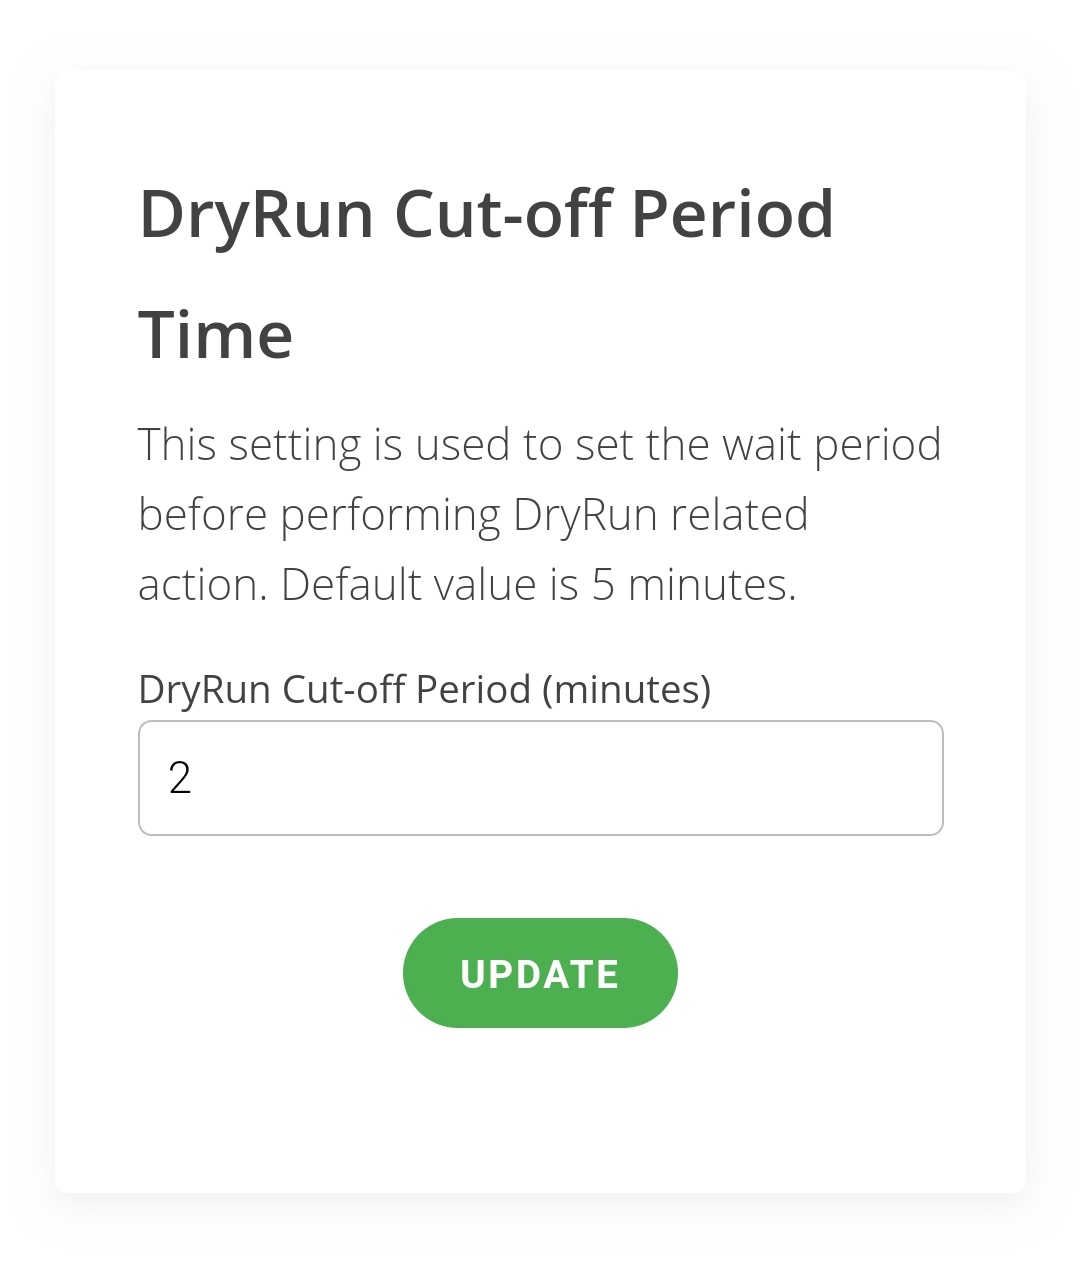 DryRun Cut-off Period
Time
This setting is used to set the wait period
before performing DryRun related
action. Default value is 5 minutes.
DryRun Cut-off Period (minutes)
2
UPDATE